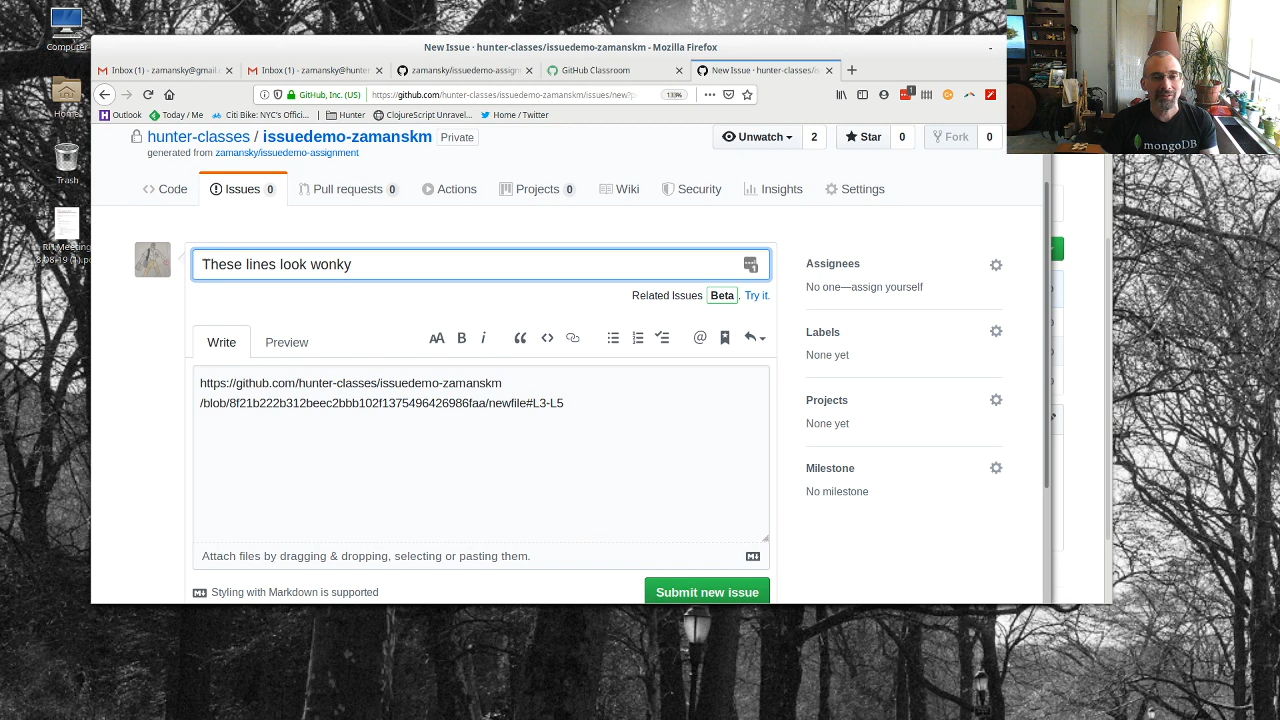 Computer
Home
Trash
New Issue · hunter-classes/issuedemo-zamanskm - Mozilla Firefox
Inbox (1) - zamansky@gmail.
Inbox (1) -
zamansky/issuedemo-assign
GitHub Classroom
New Issue · hunter-classes/is
GitHub, Inc. (US)
https://github.com/hunter-classes/issuedemo-zamanskm/issues/new?
133%
Outlook
Today / Me
Citi Bike: NYC's Offici...
Hunter
ClojureScript Unravel...
Home / Twitter
hunter-classes / issuedemo-zamanskm
Private
generated from zamansky/issuedemo-assignment
Unwatch
2
Star
0
Fork
0
Code
Issues 0
Pull requests 0
Actions
Projects 0
Wiki
Security
Insights
Settings
These lines look wonky
Related Issues Beta . Try it.
Write
Preview
https://github.com/hunter-classes/issuedemo-zamanskm
/blob/8f21b222b312beec2bbb102f1375496426986faa/newfile#L3-L5
Attach files by dragging & dropping, selecting or pasting them.
Styling with Markdown is supported
Submit new issue
Assignees
No one—assign yourself
Labels
None yet
Projects
None yet
Milestone
No milestone
mongoDB